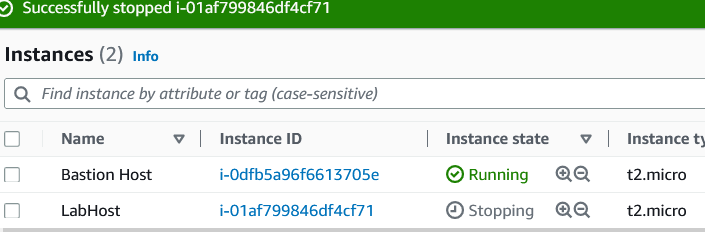 Successfully stopped i-01af799846df4cf71
Instances (2) Info
Find instance by attribute or tag (case-sensitive)
Name Instance ID Instance state Instance ty
Bastion Host i-0dfb5a96f6613705e Running t2.micro
LabHost i-01af799846df4cf71 Stopping t2.micro